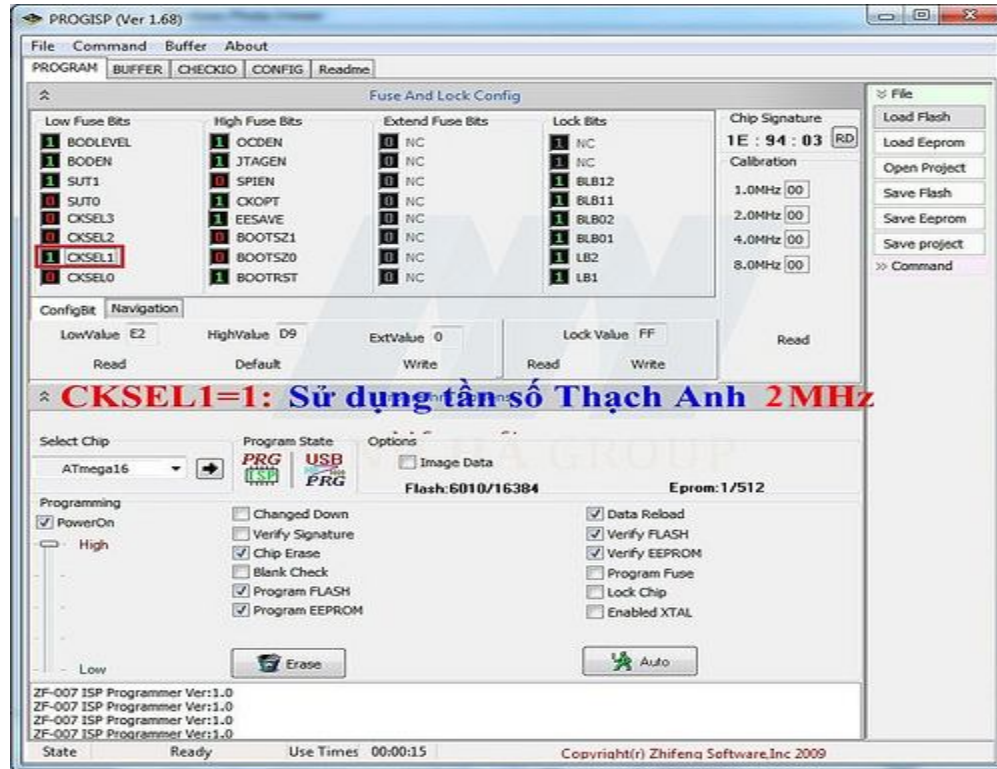 PROGISP (Ver 1.68)
File Command Buffer About
PROGRAM BUFFER CHECKIO CONFIG Readme
Fuse And Lock Config
Low Fuse Bits High Fuse Bits Extend Fuse Bits Lock Bits Chip Signature
1 BODLEVEL 1 OCDEN 0 NC 1 NC 1E : 94 : 03 RD
1 BODEN 1 JTAGEN 0 NC 1 NC Calibration
1 SUT1 0 SPIEN 0 NC 1 BLB12
0 SUT0 1 CKOPT 0 NC 1 BLB11 1.0MHz 00
0 CKSEL3 1 EESAVE 0 NC 1 BLB02 2.0MHz 00
0 CKSEL2 0 BOOTSZ1 0 NC 1 BLB01 4.0MHz 00
1 CKSEL1 0 BOOTSZ0 0 NC 1 LB2 8.0MHz 00
0 CKSEL0 1 BOOTRST 0 NC 1 LB1
ConfigBit Navigation
LowValue E2 HighValue D9 ExtValue 0 Lock Value FF Read
Read Default Write Read Write
CKSEL1=1: Sử dụng tần số Thạch Anh 2MHz
Select Chip Program State Options
ATmega16 PRG ISP USB PRG Image Data
Flash:6010/16384 Eprom:1/512
Programming
PowerOn
High
Low
Changed Down
Verify Signature
Chip Erase
Blank Check
Program FLASH
Program EEPROM
Data Reload
Verify FLASH
Verify EEPROM
Program Fuse
Lock Chip
Enabled XTAL
Erase Auto
ZF-007 ISP Programmer Ver:1.0
ZF-007 ISP Programmer Ver:1.0
ZF-007 ISP Programmer Ver:1.0
ZF-007 ISP Programmer Ver:1.0
State Ready Use Times 00:00:15 Copyright(r) Zhifeng Software,Inc 2009
File
Load Flash
Load Eeprom
Open Project
Save Flash
Save Eeprom
Save project
Command